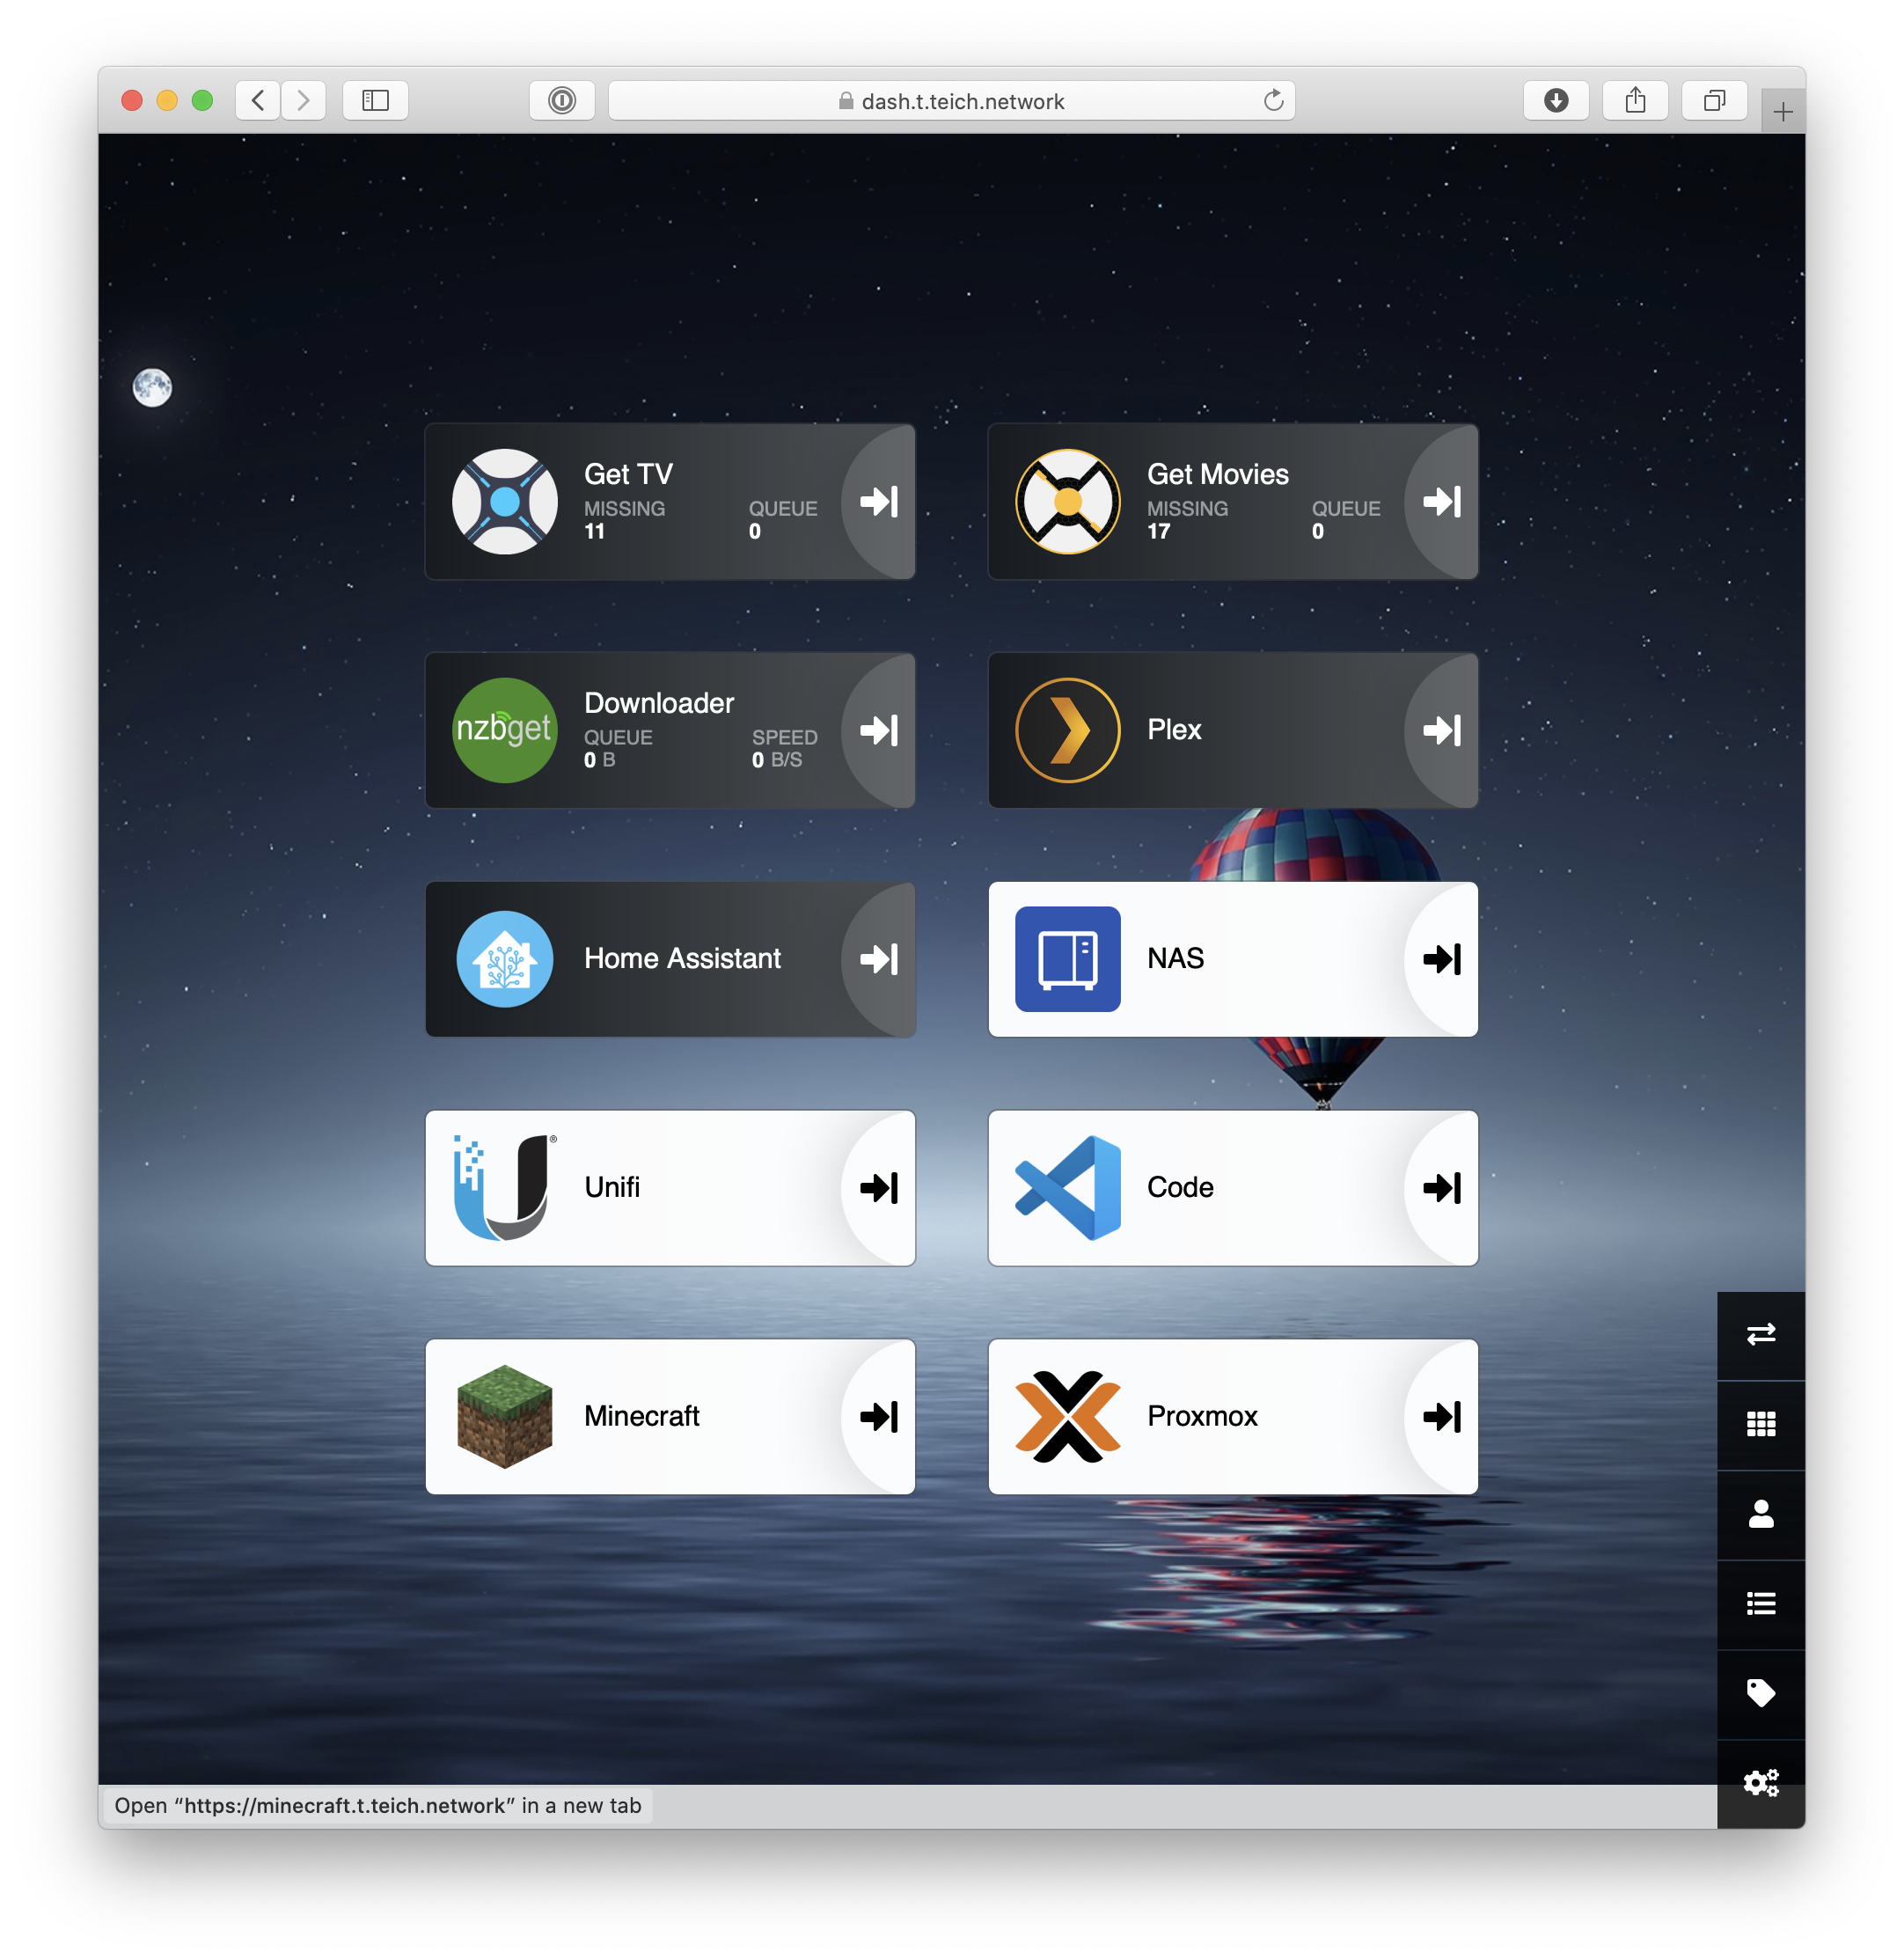 dash.t.teich.network
Get TV
MISSING QUEUE
11 0
Get Movies
MISSING QUEUE
17 0
nzbget
Downloader
QUEUE SPEED
0 B 0 B/S
Plex
Home Assistant
NAS
®
Unifi
Code
Minecraft
Proxmox
Open “https://minecraft.t.teich.network” in a new tab